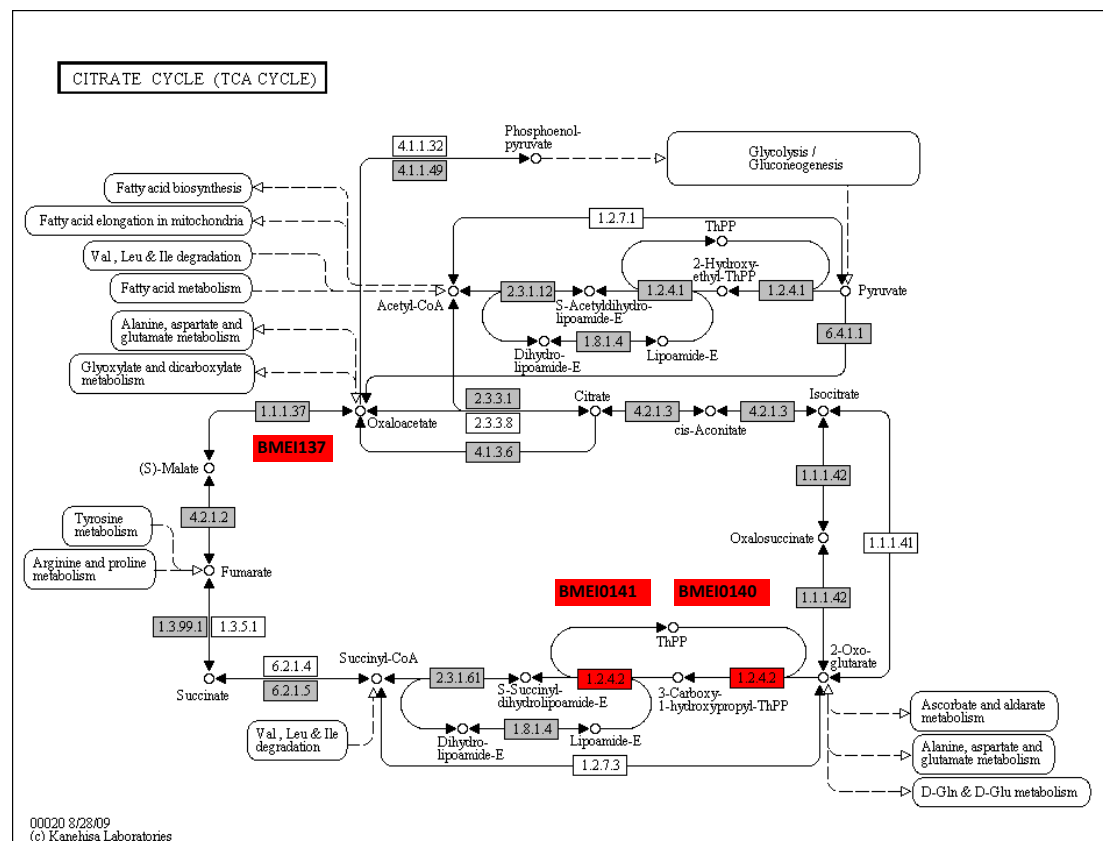 CITRATE CYCLE (TCA CYCLE)
Phosphoenol-
pyruvate
4.1.1.32
4.1.1.49
Glycolysis /
Gluconeogenesis
Fatty acid biosynthesis
Fatty acid elongation in mitochondria
Val , Leu & Ile degradation
Fatty acid metabolism
Alanine, aspartate and
glutamate metabolism
Glyoxylate and dicarboxylate
metabolism
1.2.7.1
ThPP
2-Hydroxy-
ethyl-ThPP
Acetyl-CoA
2.3.1.12
S-Acetyldihydro-
lipoamide-E
1.2.4.1
1.2.4.1
Pyruvate
Dihydro-
lipoamide-E
1.8.1.4
Lipoamide-E
6.4.1.1
1.1.1.37
Oxaloacetate
2.3.3.1
2.3.3.8
4.1.3.6
Citrate
4.2.1.3
cis-Aconitate
4.2.1.3
Isocitrate
BMEI137
(S)-Malate
4.2.1.2
1.1.1.42
Oxalosuccinate
1.1.1.41
1.1.1.42
Tyrosine
metabolism
Arginine and proline
metabolism
Fumarate
BMEI0141
BMEI0140
1.3.99.1
1.3.5.1
ThPP
2-Oxo-
glutarate
Succinate
6.2.1.4
6.2.1.5
Succinyl-CoA
2.3.1.61
S-Succinyl-
dihydrolipoamide-E
1.2.4.2
3-Carboxy-
1-hydroxypropyl-ThPP
1.2.4.2
Val , Leu & Ile
degradation
Dihydro-
lipoamide-E
1.8.1.4
Lipoamide-E
1.2.7.3
Ascorbate and aldarate
metabolism
Alanine, aspartate and
glutamate metabolism
D-Gln & D-Glu metabolism
00020 8/28/09
(c) Kanehisa Laboratories